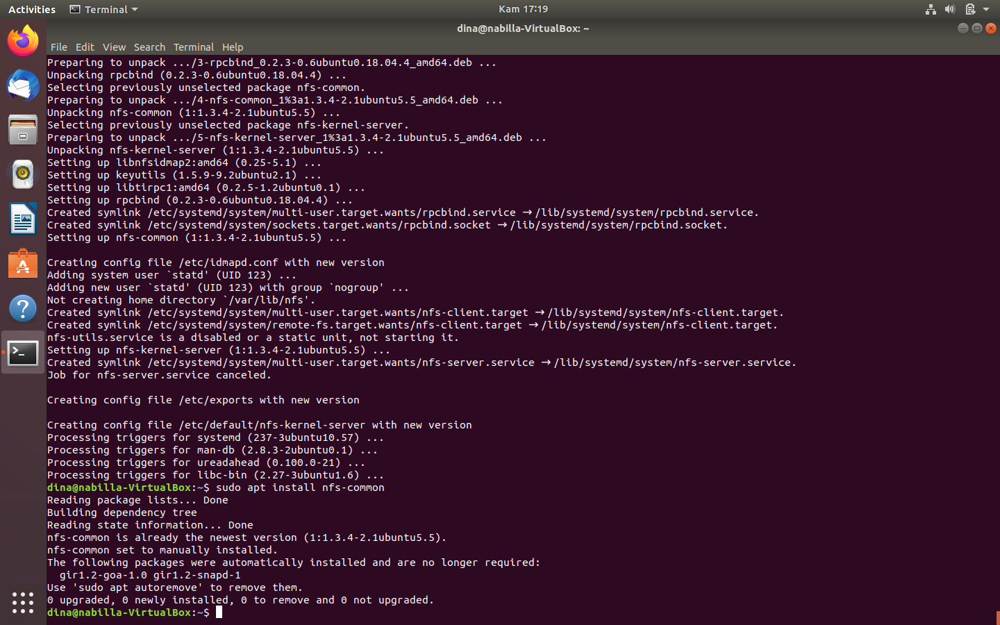 Activities Terminal Kam 17:19
dina@nabilla-VirtualBox: ~
File Edit View Search Terminal Help
Preparing to unpack .../3-rpcbind_0.2.3-0.6ubuntu0.18.04.4_amd64.deb ...
Unpacking rpcbind (0.2.3-0.6ubuntu0.18.04.4) ...
Selecting previously unselected package nfs-common.
Preparing to unpack .../4-nfs-common_1%3a1.3.4-2.1ubuntu5.5_amd64.deb ...
Unpacking nfs-common (1:1.3.4-2.1ubuntu5.5) ...
Selecting previously unselected package nfs-kernel-server.
Preparing to unpack .../5-nfs-kernel-server_1%3a1.3.4-2.1ubuntu5.5_amd64.deb ...
Unpacking nfs-kernel-server (1:1.3.4-2.1ubuntu5.5) ...
Setting up libnfsidmap2:amd64 (0.25-5.1) ...
Setting up keyutils (1.5.9-9.2ubuntu2.1) ...
Setting up libtirpc1:amd64 (0.2.5-1.2ubuntu0.1) ...
Setting up rpcbind (0.2.3-0.6ubuntu0.18.04.4) ...
Created symlink /etc/systemd/system/multi-user.target.wants/rpcbind.service → /lib/systemd/system/rpcbind.service.
Created symlink /etc/systemd/system/sockets.target.wants/rpcbind.socket → /lib/systemd/system/rpcbind.socket.
Setting up nfs-common (1:1.3.4-2.1ubuntu5.5) ...
Creating config file /etc/idmapd.conf with new version
Adding system user `statd' (UID 123) ...
Adding new user `statd' (UID 123) with group `nogroup' ...
Not creating home directory `/var/lib/nfs'.
Created symlink /etc/systemd/system/multi-user.target.wants/nfs-client.target → /lib/systemd/system/nfs-client.target.
Created symlink /etc/systemd/system/remote-fs.target.wants/nfs-client.target → /lib/systemd/system/nfs-client.target.
nfs-utils.service is a disabled or a static unit, not starting it.
Setting up nfs-kernel-server (1:1.3.4-2.1ubuntu5.5) ...
Created symlink /etc/systemd/system/multi-user.target.wants/nfs-server.service → /lib/systemd/system/nfs-server.service.
Job for nfs-server.service canceled.
Creating config file /etc/exports with new version
Creating config file /etc/default/nfs-kernel-server with new version
Processing triggers for systemd (237-3ubuntu10.57) ...
Processing triggers for man-db (2.8.3-2ubuntu0.1) ...
Processing triggers for ureadahead (0.100.0-21) ...
Processing triggers for libc-bin (2.27-3ubuntu1.6) ...
dina@nabilla-VirtualBox:~$ sudo apt install nfs-common
Reading package lists... Done
Building dependency tree
Reading state information... Done
nfs-common is already the newest version (1:1.3.4-2.1ubuntu5.5).
nfs-common set to manually installed.
The following packages were automatically installed and are no longer required:
gir1.2-goa-1.0 gir1.2-snapd-1
Use 'sudo apt autoremove' to remove them.
0 upgraded, 0 newly installed, 0 to remove and 0 not upgraded.
dina@nabilla-VirtualBox:~$